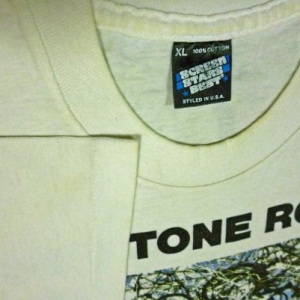 XL 100% COTTON
SCREEN
STARS
BEST
STYLED IN U.S.A.
TONE RO